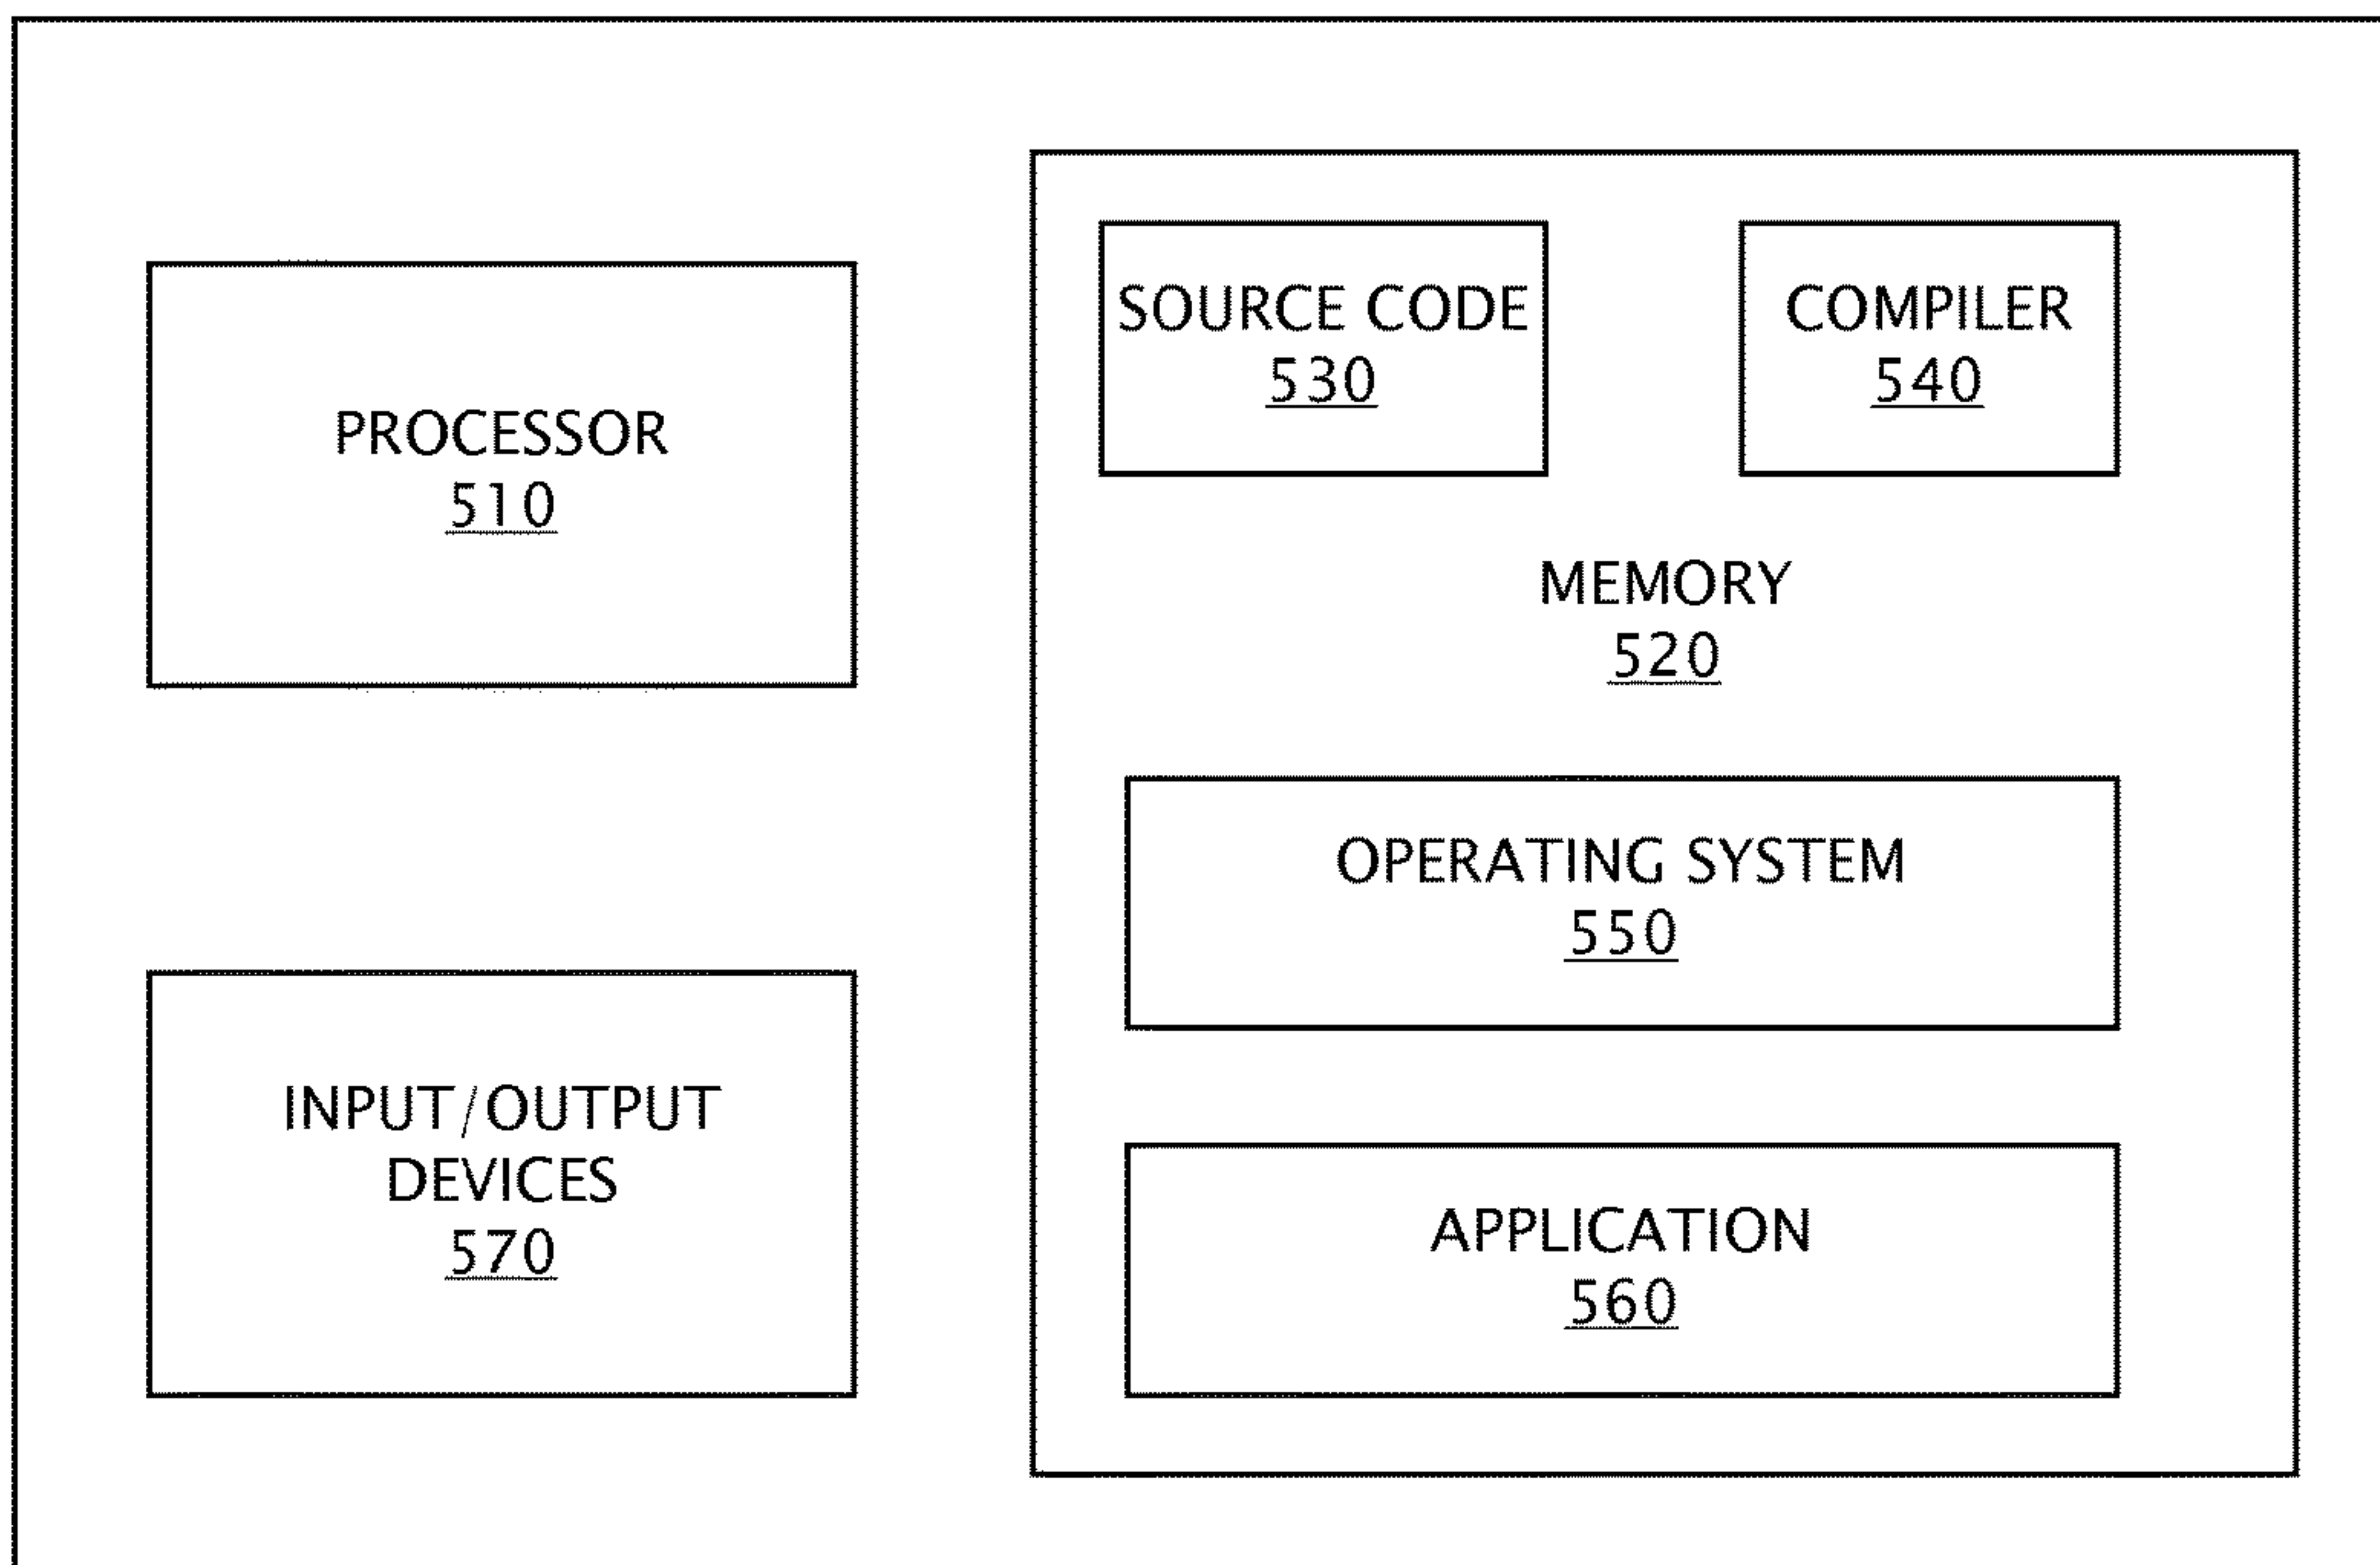 PROCESSOR
510
INPUT/OUTPUT
DEVICES
570
SOURCE CODE
530
COMPILER
540
MEMORY
520
OPERATING SYSTEM
550
APPLICATION
560